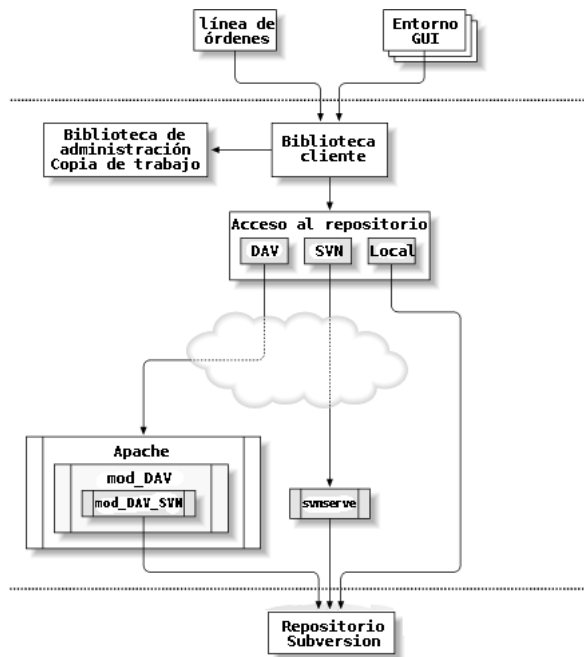 línea de
órdenes
Entorno
GUI
Biblioteca de
administración
Copia de trabajo
Biblioteca
cliente
Acceso al repositorio
DAV
SVN
Local
Apache
mod_DAV
mod_DAV_SVN
svnserve
Repositorio
Subversion